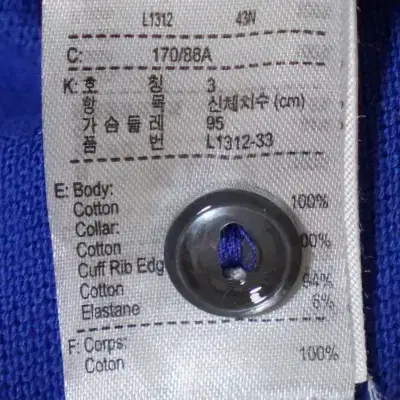 L1312 43N
C: 170/88A
K: 호 칭 3
항 목 신체치수 (cm)
가 슴 둘 레 95
품 번 L1312-33
E: Body:
Cotton 100%
Collar:
Cotton 00%
Cuff Rib Edg
Cotton 94%
Elastane 6%
F: Corps:
Coton 100%